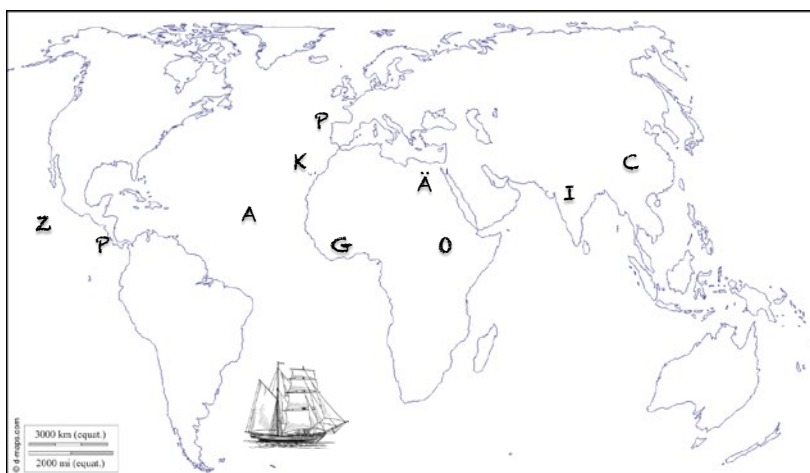 P
K
C
Ä
I
A
Z
P
G
O
3000 km (equat.)
2000 mi (equat.)
© d-maps.com